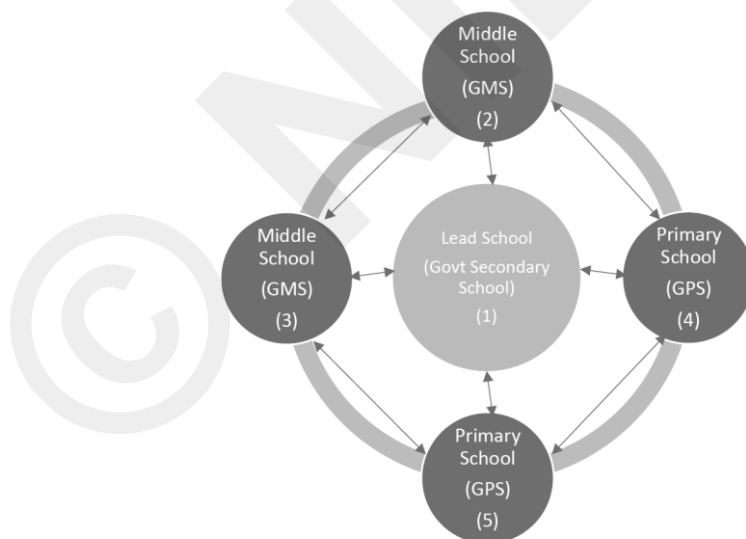 Middle
School
(GMS)
(2)
Middle
School
(GMS)
(3)
Lead School
(Govt Secondary
School)
(1)
Primary
School
(GPS)
(4)
Primary
School
(GPS)
(5)
©